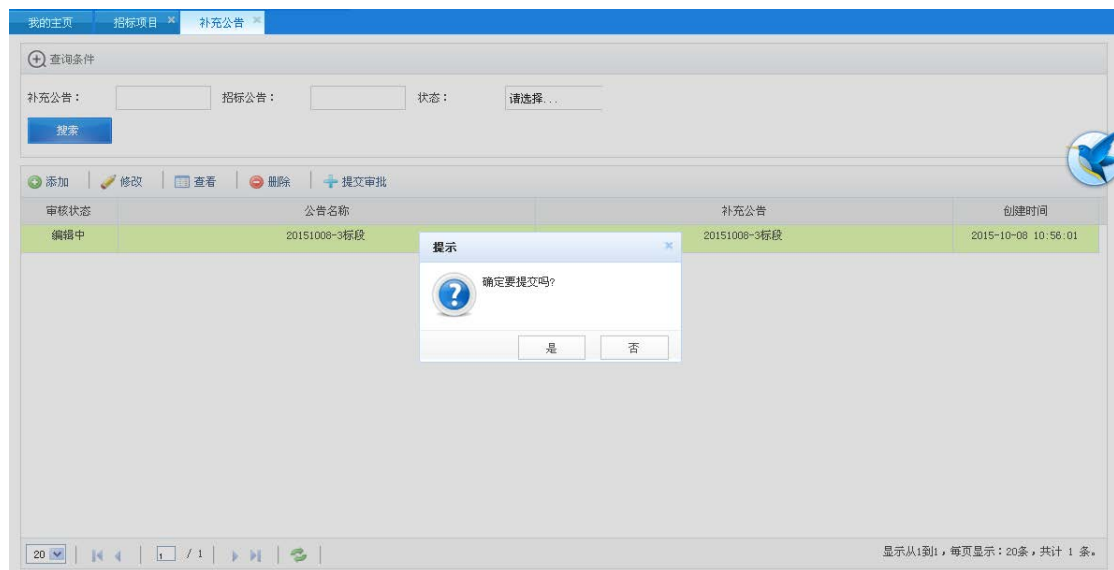 我的主页 招标项目 补充公告
查询条件
补充公告： 招标公告： 状态： 请选择...
搜索
添加 修改 查看 删除 提交审批
审核状态 公告名称 补充公告 创建时间
编辑中 20151008-3标段 20151008-3标段 2015-10-08 10:56:01
提示
确定要提交吗?
是 否
20 1 / 1 显示从1到1，每页显示：20条，共计 1 条。